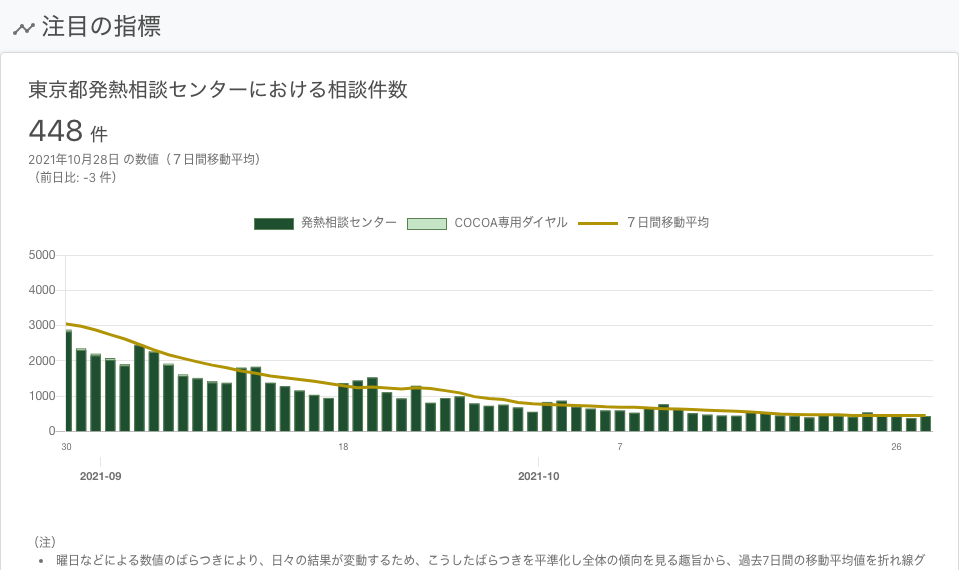 注目の指標
東京都発熱相談センターにおける相談件数
448 件
2021年10月28日 の数値（７日間移動平均）
（前日比: -3 件）
発熱相談センター COCOA専用ダイヤル ７日間移動平均
5000
4000
3000
2000
1000
0
30 18 7 26
2021-09 2021-10
（注）
• 曜日などによる数値のばらつきにより、日々の結果が変動するため、こうしたばらつきを平準化し全体の傾向を見る趣旨から、過去7日間の移動平均値を折れ線グ